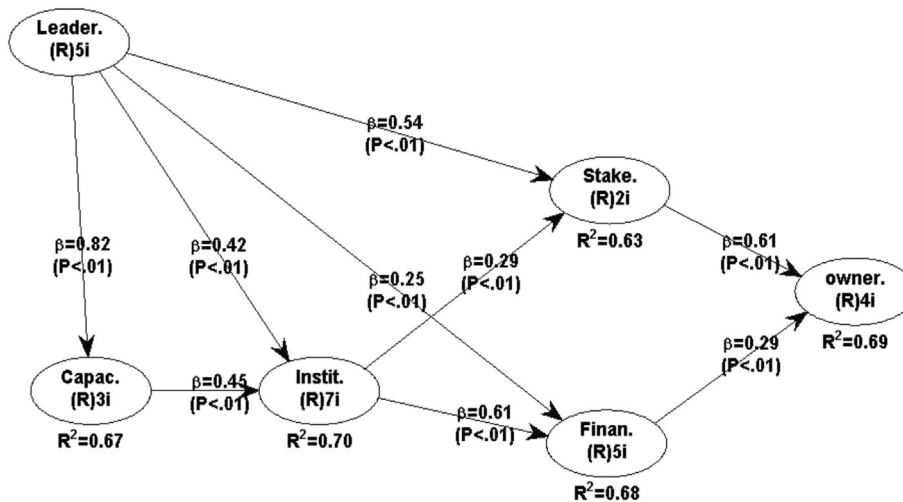 Leader.
(R)5i
β=0.54
(P<.01)
Stake.
(R)2i
R²=0.63
β=0.82
(P<.01)
β=0.42
(P<.01)
β=0.25
(P<.01)
β=0.29
(P<.01)
β=0.61
(P<.01)
owner.
(R)4i
R²=0.69
Capac.
(R)3i
R²=0.67
β=0.45
(P<.01)
Instit.
(R)7i
R²=0.70
β=0.61
(P<.01)
Finan.
(R)5i
R²=0.68
β=0.29
(P<.01)